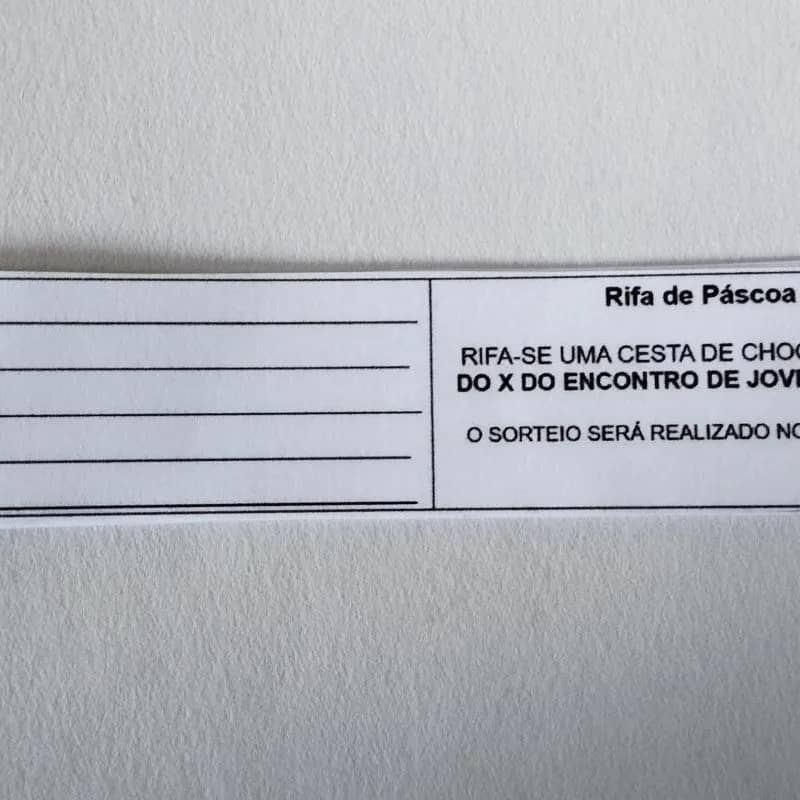 Rifa de Páscoa
RIFA-SE UMA CESTA DE
DO X DO ENCONTRO DE
O SORTEIO SERÁ REALIZADO